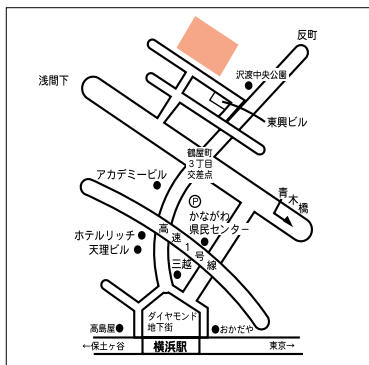 反町
沢渡中央公園
浅間下
東興ビル
鶴屋町
3丁目
交差点
アカデミービル
青木橋
P
かながわ
県民センター
高速1号線
ホテルリッチ
天理ビル
三越
ダイヤモンド
地下街
高島屋
おかだや
←保土ヶ谷
横浜駅
東京→